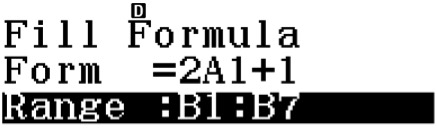 D
Fill Formula
Form =2A1+1
Range :B1:B7